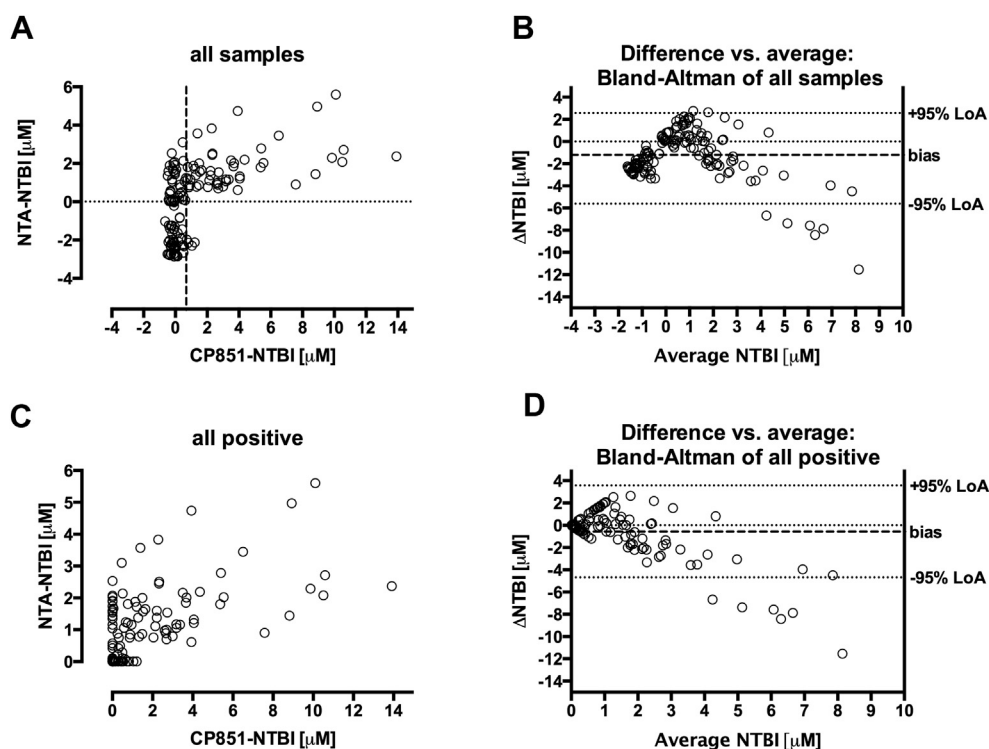 A
all samples
NTA-NTBI [μM]
6
4
2
0
-2
-4
-4 -2 0 2 4 6 8 10 12 14
CP851-NTBI [μM]
B
Difference vs. average:
Bland-Altman of all samples
ΔNTBI [μM]
4
2
0
-2
-4
-6
-8
-10
-12
-14
+95% LoA
bias
-95% LoA
-4 -3 -2 -1 0 1 2 3 4 5 6 7 8 9 10
Average NTBI [μM]
C
all positive
NTA-NTBI [μM]
6
5
4
3
2
1
0
0 2 4 6 8 10 12 14
CP851-NTBI [μM]
D
Difference vs. average:
Bland-Altman of all positive
ΔNTBI [μM]
4
2
0
-2
-4
-6
-8
-10
-12
-14
+95% LoA
bias
-95% LoA
0 1 2 3 4 5 6 7 8 9 10
Average NTBI [μM]